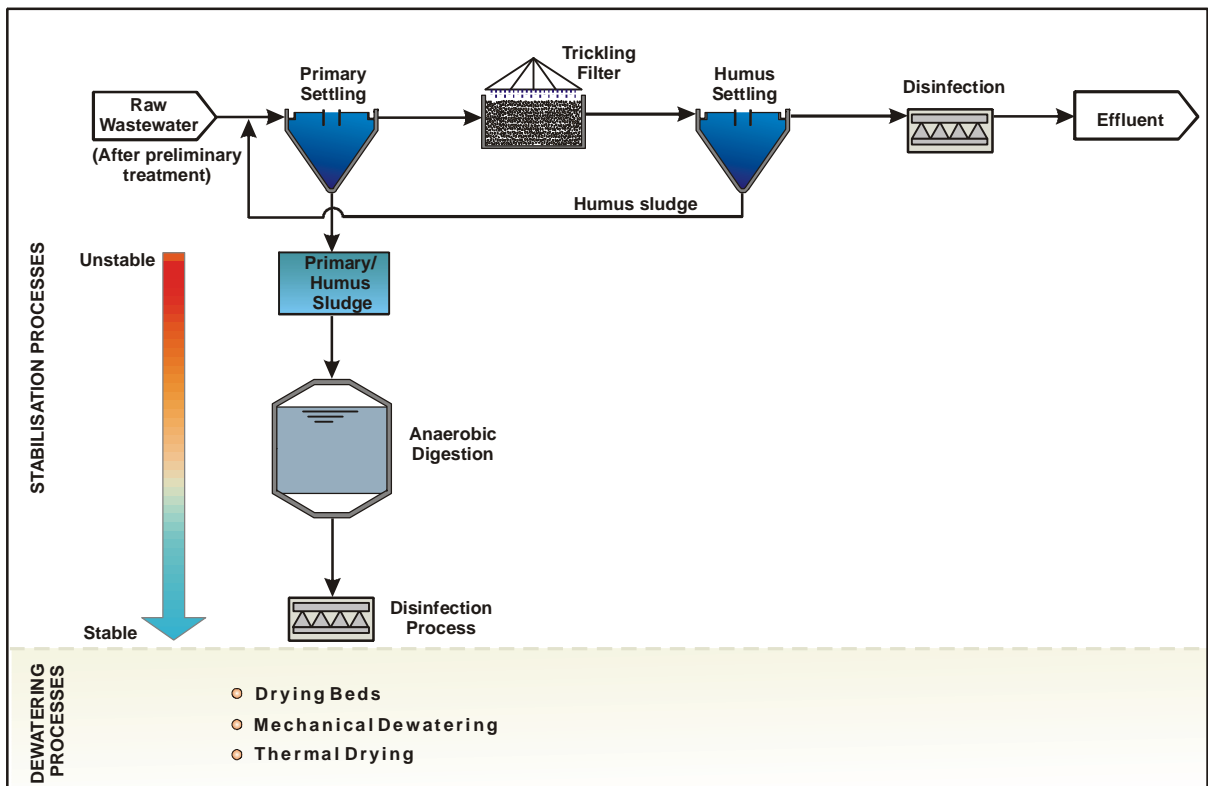 Trickling
Filter
Primary
Settling
Humus
Settling
Disinfection
Raw
Wastewater
Effluent
(After preliminary
treatment)
Humus sludge
STABILISATION PROCESSES
Unstable
Primary/
Humus
Sludge
Anaerobic
Digestion
Disinfection
Process
Stable
DEWATERING
PROCESSES
Drying Beds
Mechanical Dewatering
Thermal Drying